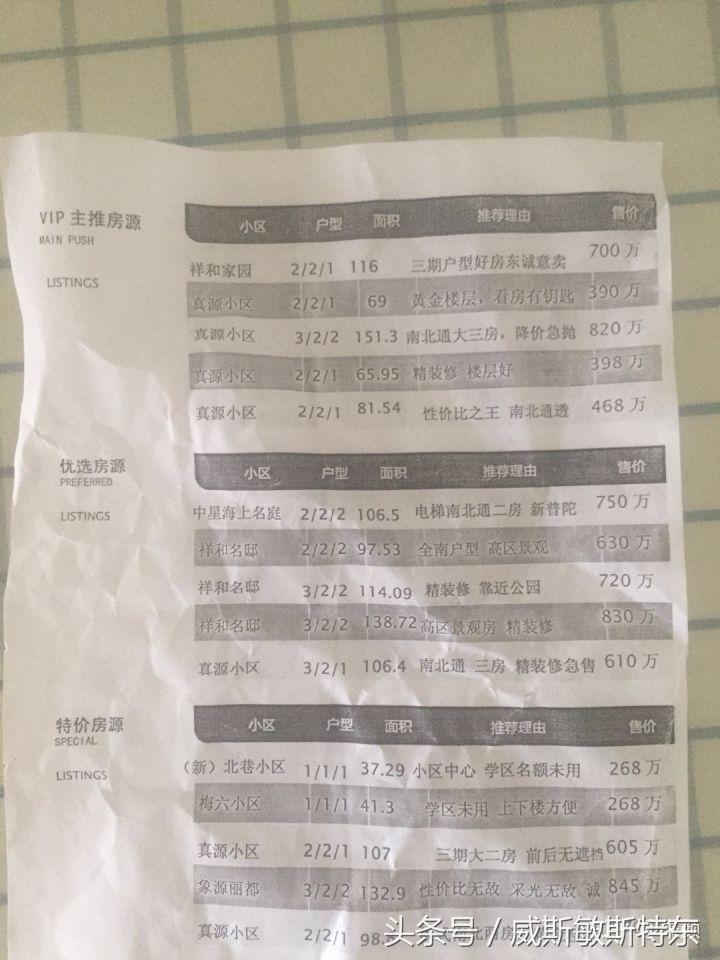 VIP 主推房源
MAIN PUSH
LISTINGS
小区 户型 面积 推荐理由 售价
祥和家园 2/2/1 116 三期户型好房东诚意卖 700 万
真源小区 2/2/1 69 黄金楼层，看房有钥匙 390 万
真源小区 3/2/2 151.3 南北通大三房，降价急抛 820 万
真源小区 2/2/1 65.95 精装修 楼层好 398 万
真源小区 2/2/1 81.54 性价比之王 南北通透 468 万
优选房源
PREFERRED
LISTINGS
小区 户型 面积 推荐理由 售价
中星海上名庭 2/2/2 106.5 电梯南北通二房 新普陀 750 万
祥和名邸 2/2/2 97.53 全南户型 高区景观 630 万
祥和名邸 3/2/2 114.09 精装修 靠近公园 720 万
祥和名邸 3/2/2 138.72 高区景观房 精装修 830 万
真源小区 3/2/1 106.4 南北通 三房 精装修急售 610 万
特价房源
SPECIAL
LISTINGS
小区 户型 面积 推荐理由 售价
（新）北巷小区 1/1/1 37.29 小区中心 学区名额未用 268 万
梅六小区 1/1/1 41.3 学区未用 上下楼方便 268 万
真源小区 2/2/1 107 三期大二房 前后无遮挡 605 万
象源丽都 3/2/2 132.9 性价比无敌 采光无敌 诚 845 万
真源小区 2/2/1
头条号／威斯敏斯特东